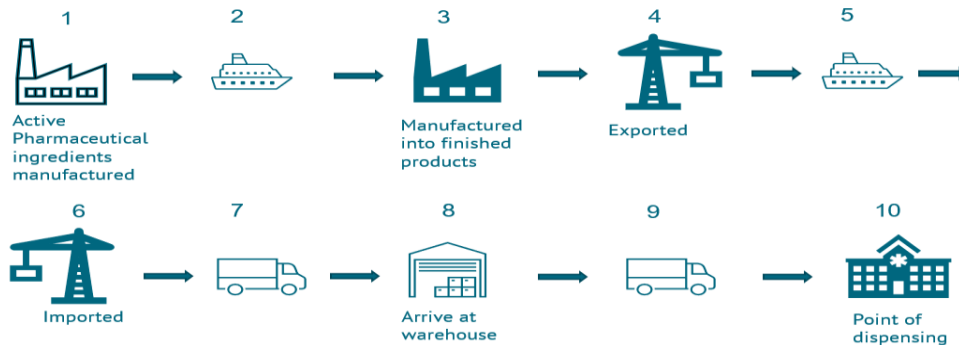 1
2
3
4
5
Active
Pharmaceutical
ingredients
manufactured
Manufactured
into finished
products
Exported
6
7
8
9
10
Imported
Arrive at
warehouse
Point of
dispensing